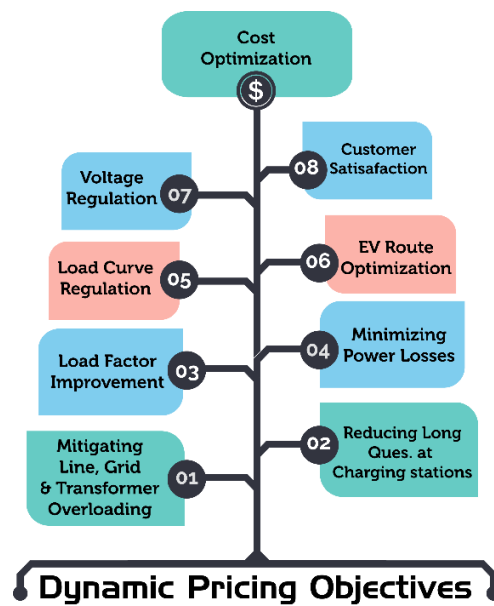 Cost
Optimization
$
Customer
Satisafaction
08
Voltage
Regulation
07
EV Route
Optimization
06
Load Curve
Regulation
05
Minimizing
Power Losses
04
Load Factor
Improvement
03
Reducing Long
Ques. at
Charging stations
02
Mitigating
Line, Grid
& Transformer
Overloading
01
Dynamic Pricing Objectives